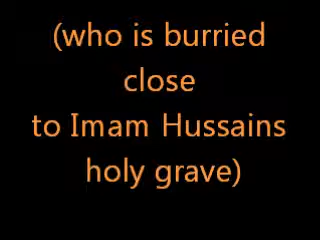 (who is burried
close
to Imam Hussains
holy grave)